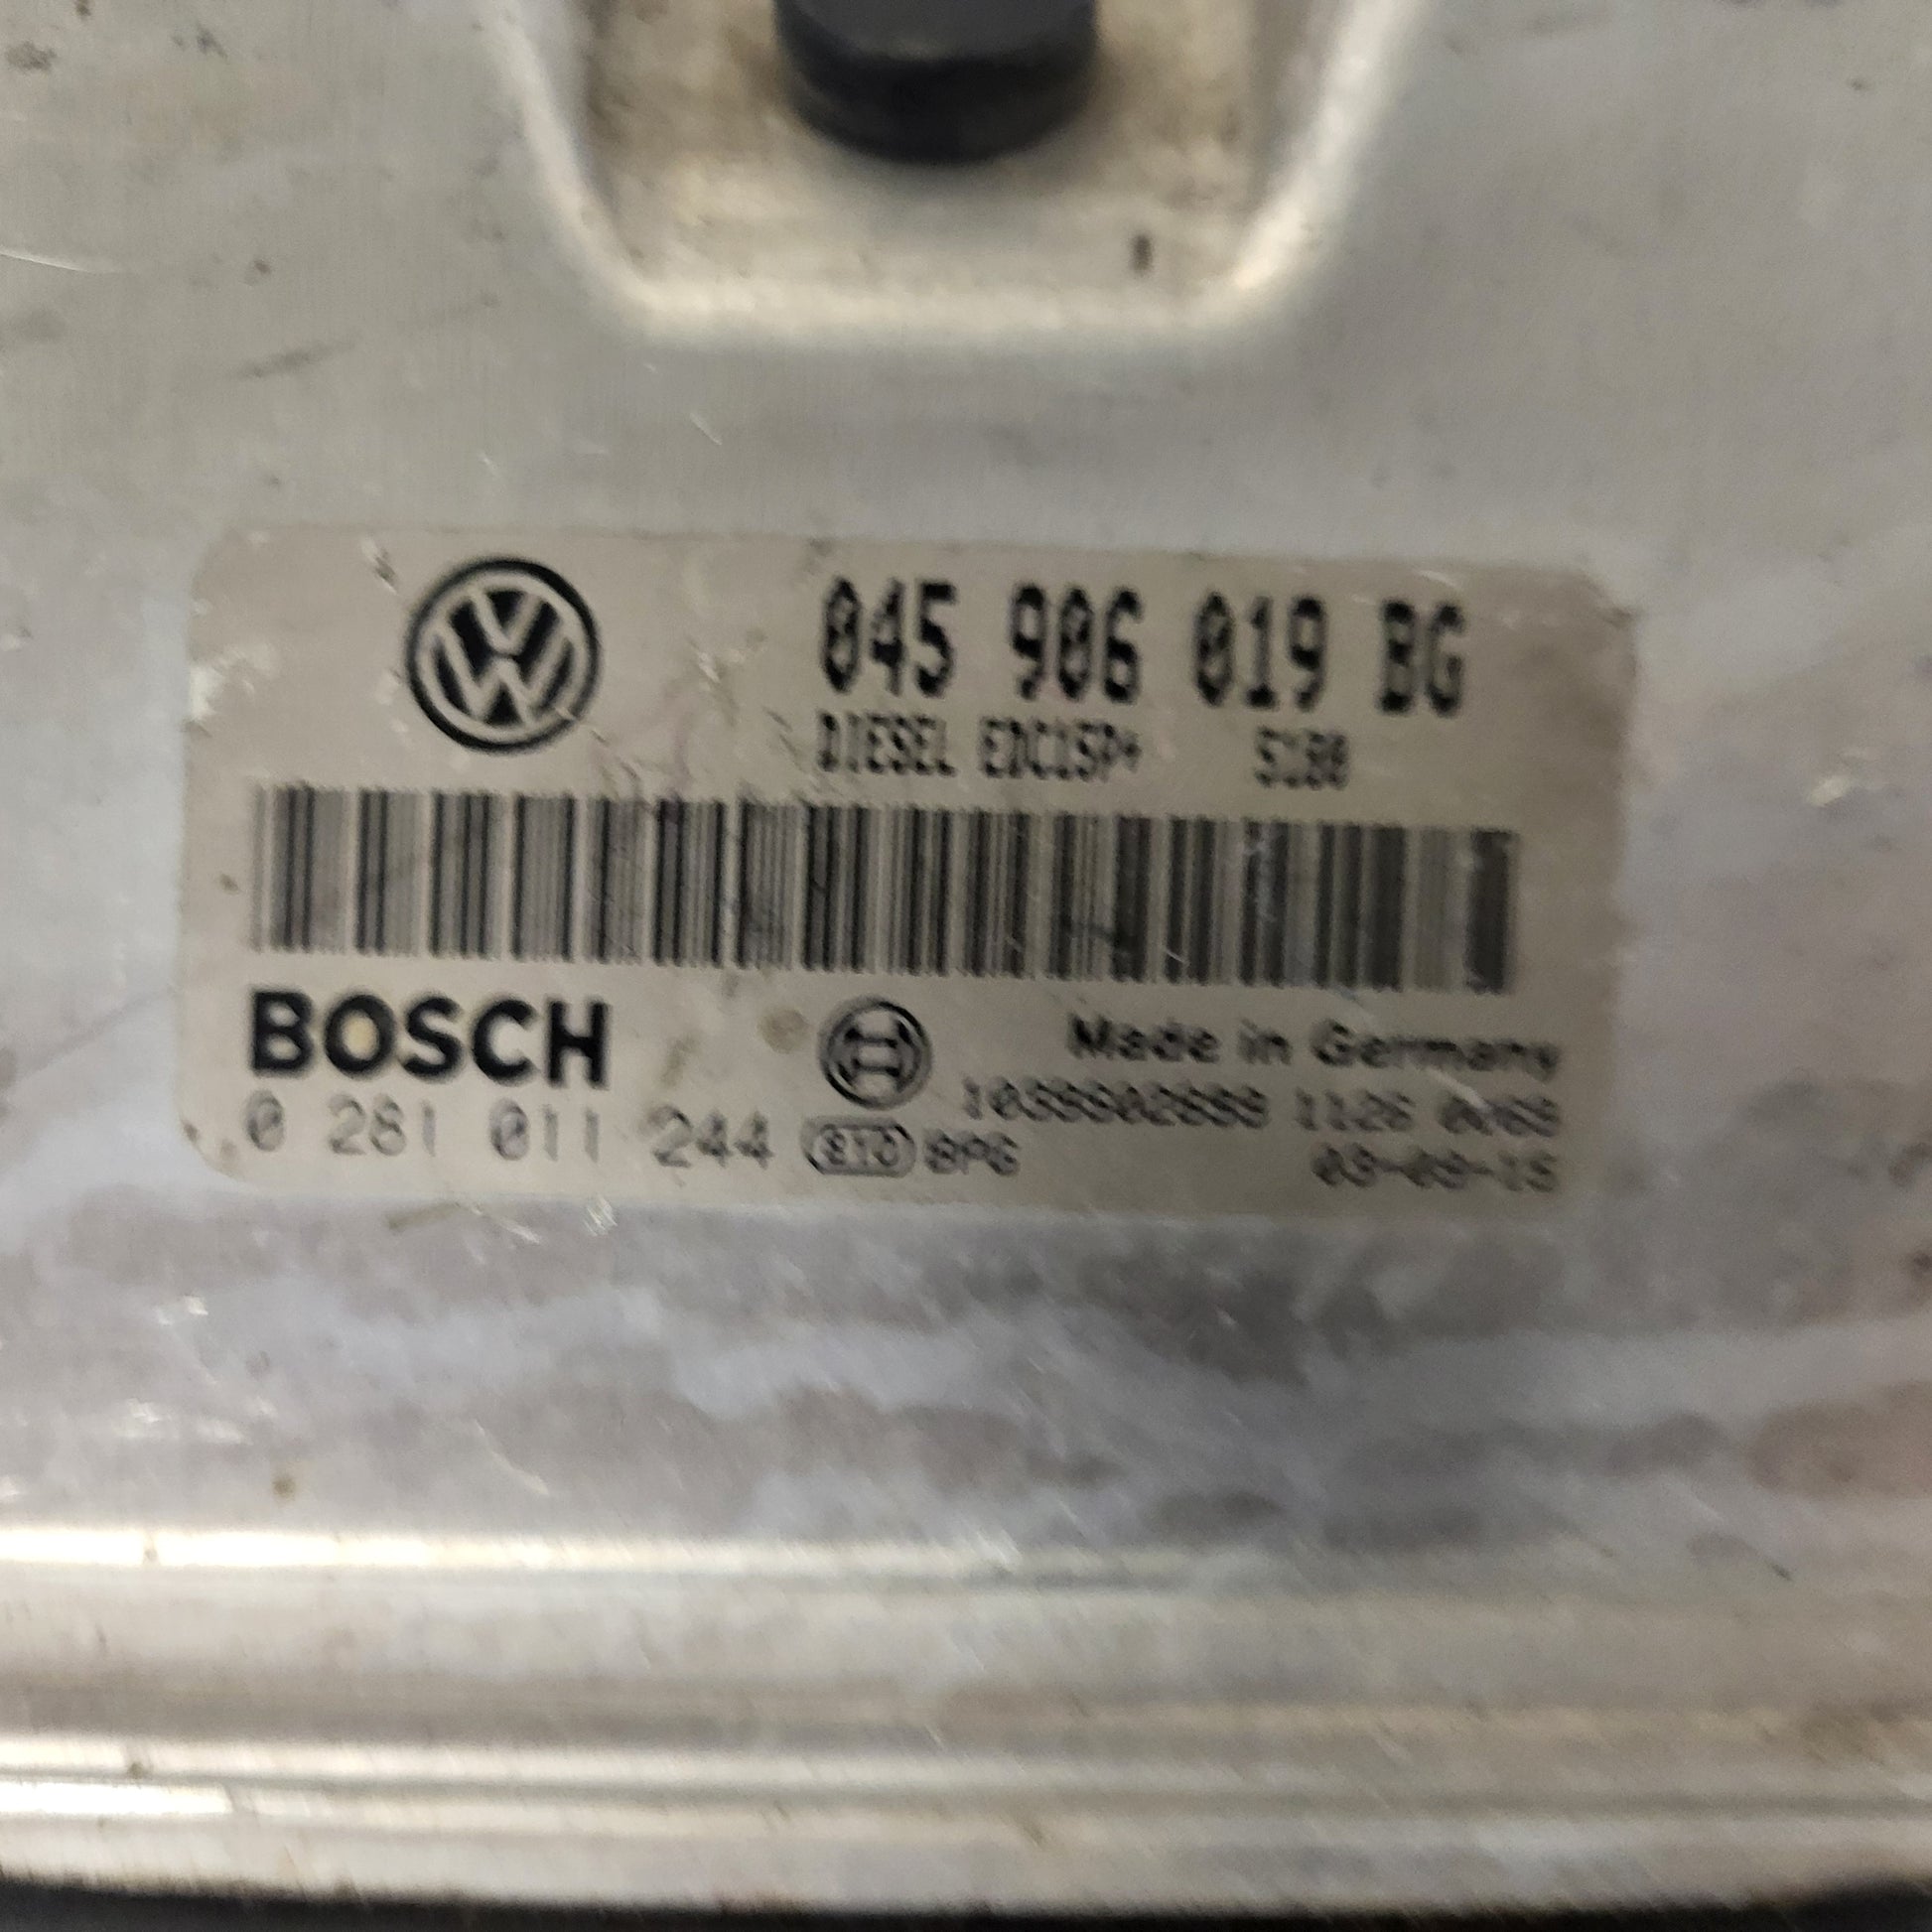 045 906 019 BG
DIESEL EDC15P+
BOSCH
Made in Germany
0 281 011 244